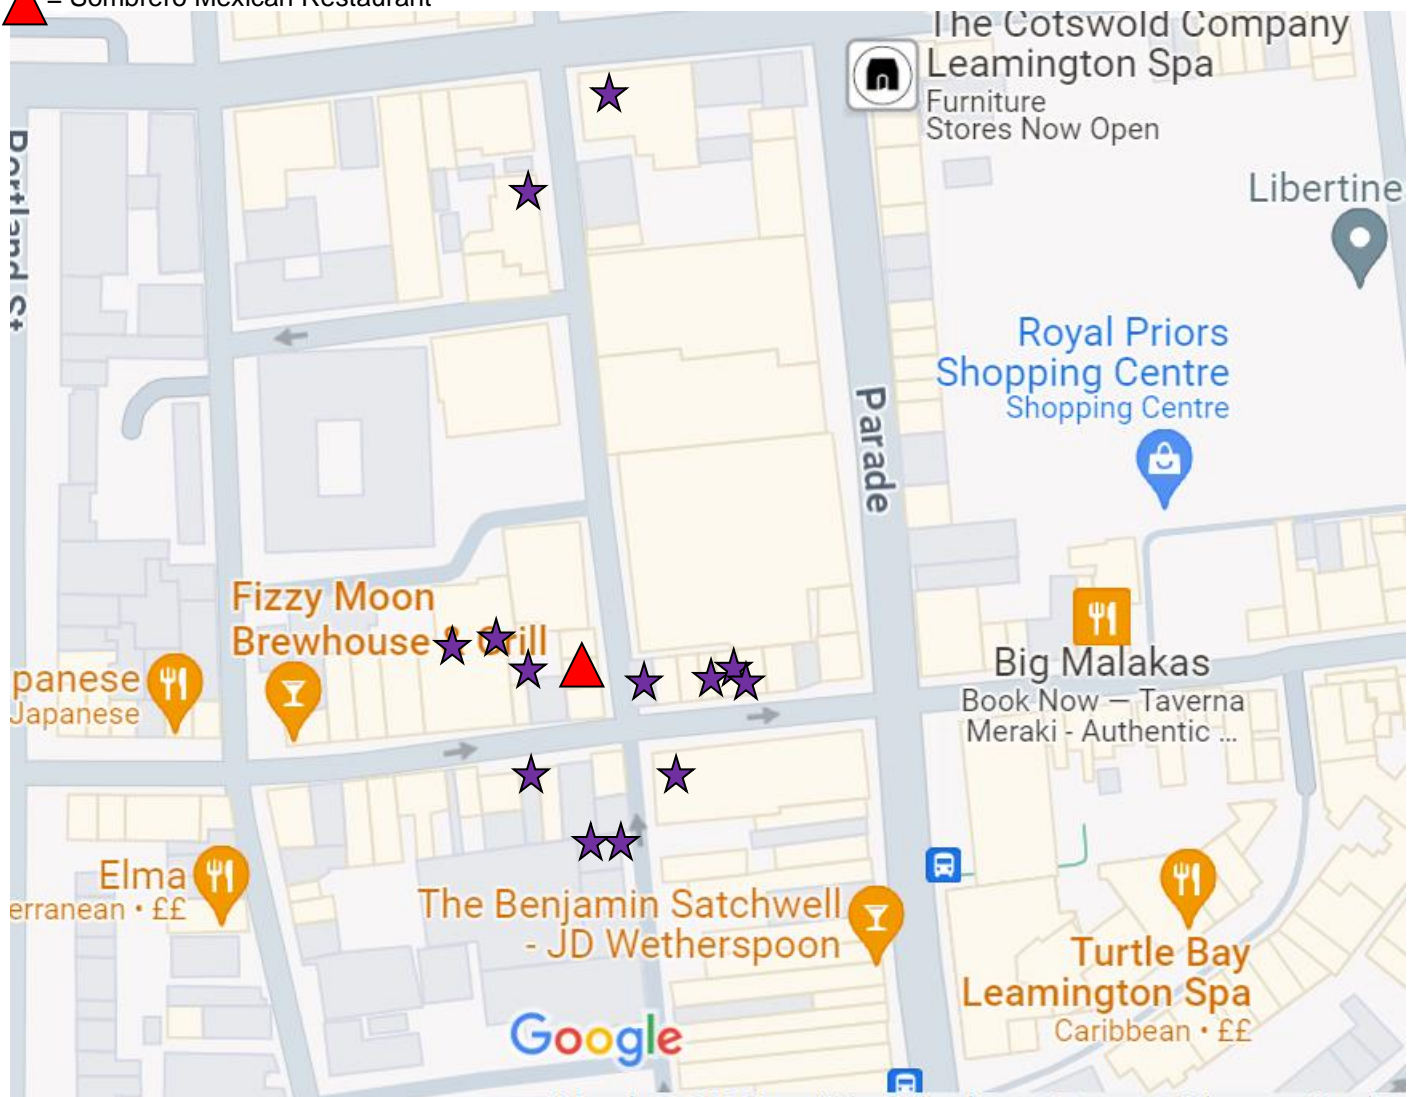 = Sombrero Mexican Restaurant
The Cotswold Company
Leamington Spa
Furniture
Stores Now Open
Portland St
Libertine
Royal Priors
Shopping Centre
Shopping Centre
Parade
Fizzy Moon
Brewhouse & Grill
panese
Japanese
Big Malakas
Book Now — Taverna
Meraki - Authentic ...
Elma
erranean • ££
The Benjamin Satchwell
- JD Wetherspoon
Turtle Bay
Leamington Spa
Caribbean • ££
Google